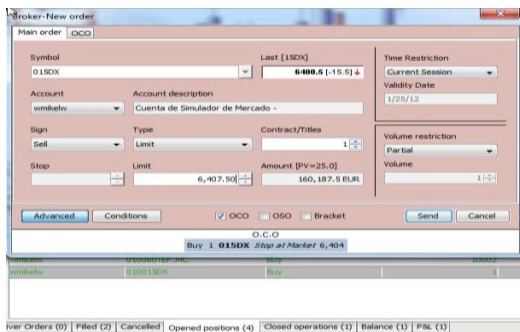 Broker-New order
Main order OCO
Symbol
015DX
Last [15DX]
6400.5 [-15.5]
Time Restriction
Current Session
Validity Date
1/25/12
Account
wmikelw
Account description
Cuenta de Simulador de Mercado -
Sign
Sell
Type
Limit
Contract/Titles
1
Volume restriction
Partial
Stop
Limit
6,407.50
Amount [PV=25.0]
160,187.5 EUR
Volume
1
Advanced Conditions OCO OSO Bracket Send Cancel
O.C.O
Buy 1 015DX Stop at Market 6,404
wmikelw Buy 10002
wmikelw 010015DX Buy 1
iver Orders (0) Filled (2) Cancelled Opened positions (4) Closed operations (1) Balance (1) P&L (1)